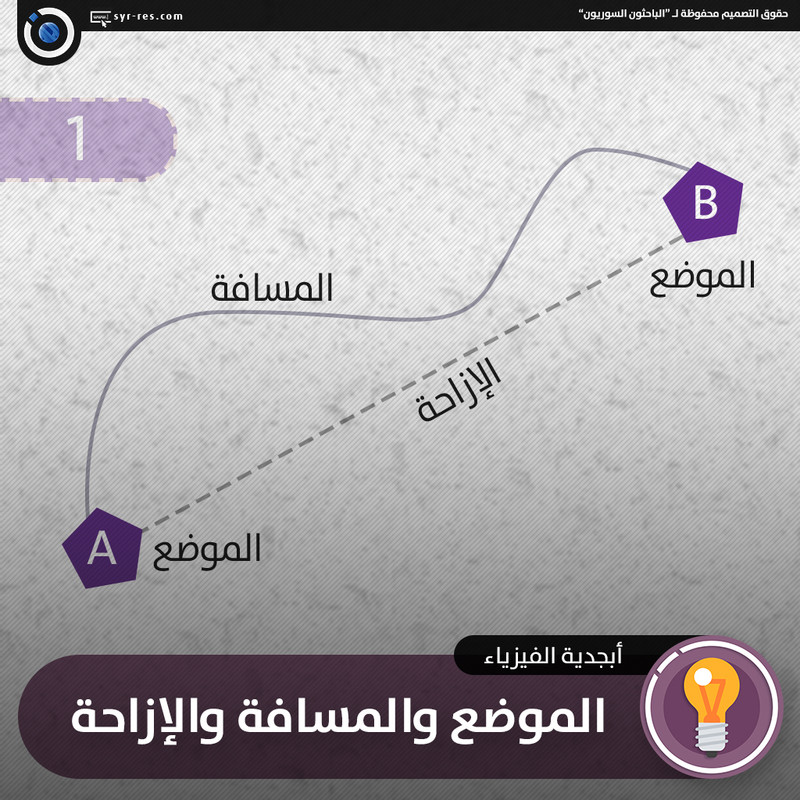 حقوق التصميم محفوظة لـ "الباحثون السوريون"
syr-res.com
1
B
الموضع
المسافة
الإزاحة
A
الموضع
أبجدية الفيزياء
الموضع والمسافة والإزاحة